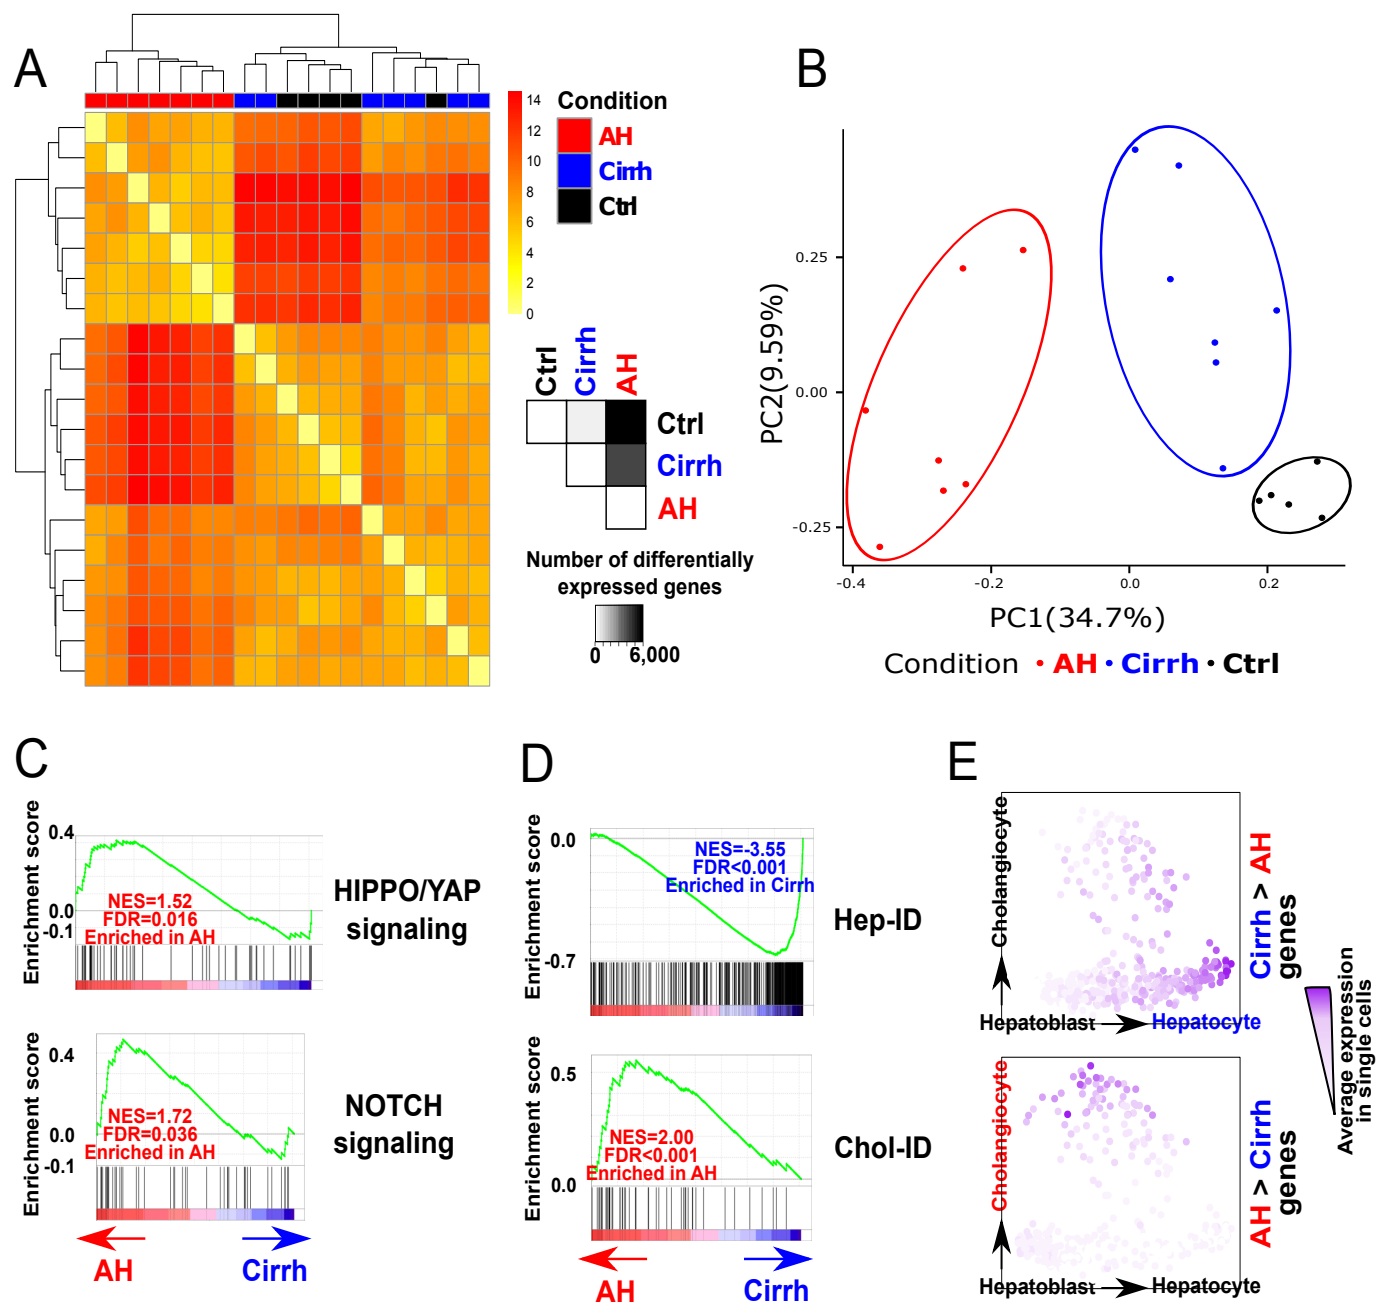 A
14
12
10
8
6
4
2
0
Condition
AH
Cirrh
Ctrl
Ctrl
Cirrh
AH
Ctrl
Cirrh
AH
Number of differentially
expressed genes
0
6,000
B
PC2(9.59%)
0.25
0.00
-0.25
-0.4
-0.2
0.0
0.2
PC1(34.7%)
Condition AH Cirrh Ctrl
C
Enrichment score
0.4
0.0
-0.1
NES=1.52
FDR=0.016
Enriched in AH
HIPPO/YAP
signaling
Enrichment score
0.4
0.0
-0.1
NES=1.72
FDR=0.036
Enriched in AH
NOTCH
signaling
AH
Cirrh
D
Enrichment score
0.0
-0.7
NES=-3.55
FDR<0.001
Enriched in Cirrh
Hep-ID
Enrichment score
0.5
0.0
NES=2.00
FDR<0.001
Enriched in AH
Chol-ID
AH
Cirrh
E
Cholangiocyte
Hepatoblast
Hepatocyte
Cirrh > AH
genes
Cholangiocyte
Hepatoblast
Hepatocyte
AH > Cirrh
genes
Average expression
in single cells